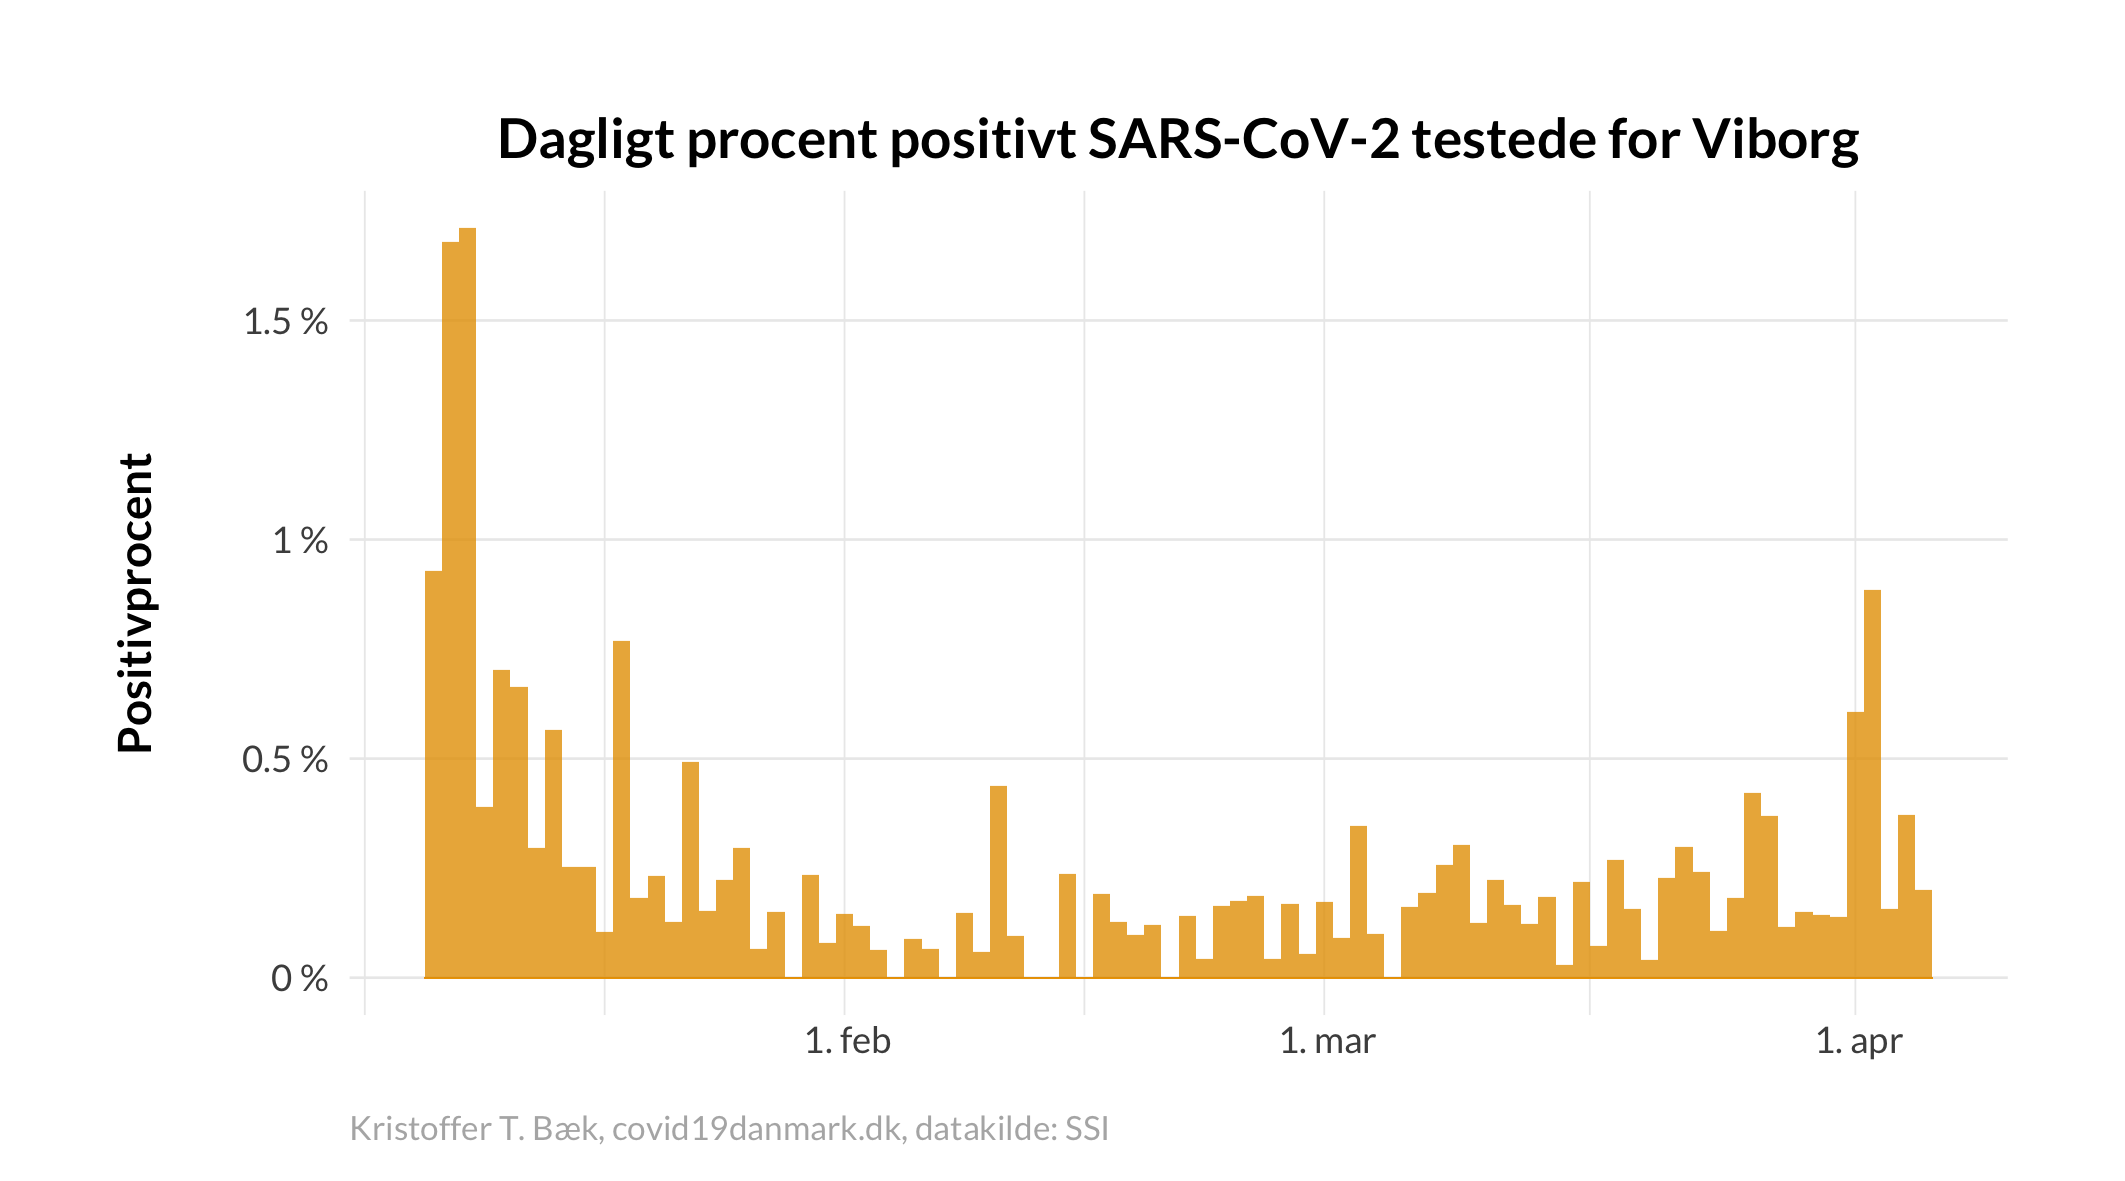 Dagligt procent positivt SARS-CoV-2 testede for Viborg
Positivprocent
1.5 %
1 %
0.5 %
0 %
1. feb
1. mar
1. apr
Kristoffer T. Bæk, covid19danmark.dk, datakilde: SSI